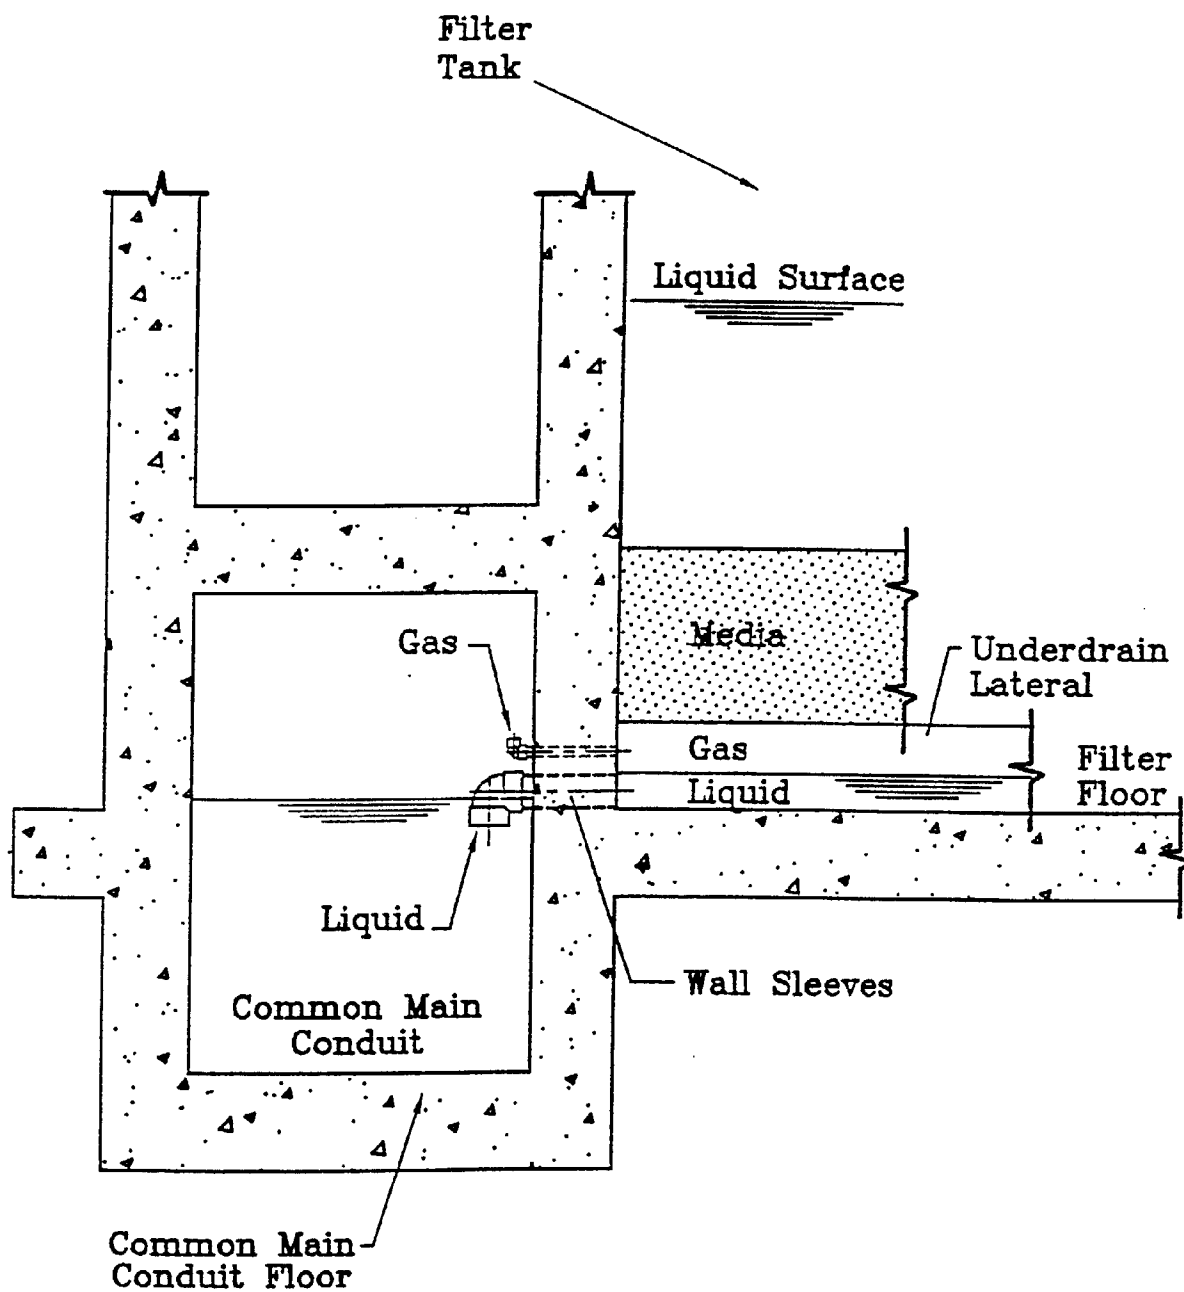 Filter
Tank
Liquid Surface
Media
Gas
Underdrain
Lateral
Gas
Filter
Floor
Liquid
Liquid
Wall Sleeves
Common Main
Conduit
Common Main
Conduit Floor